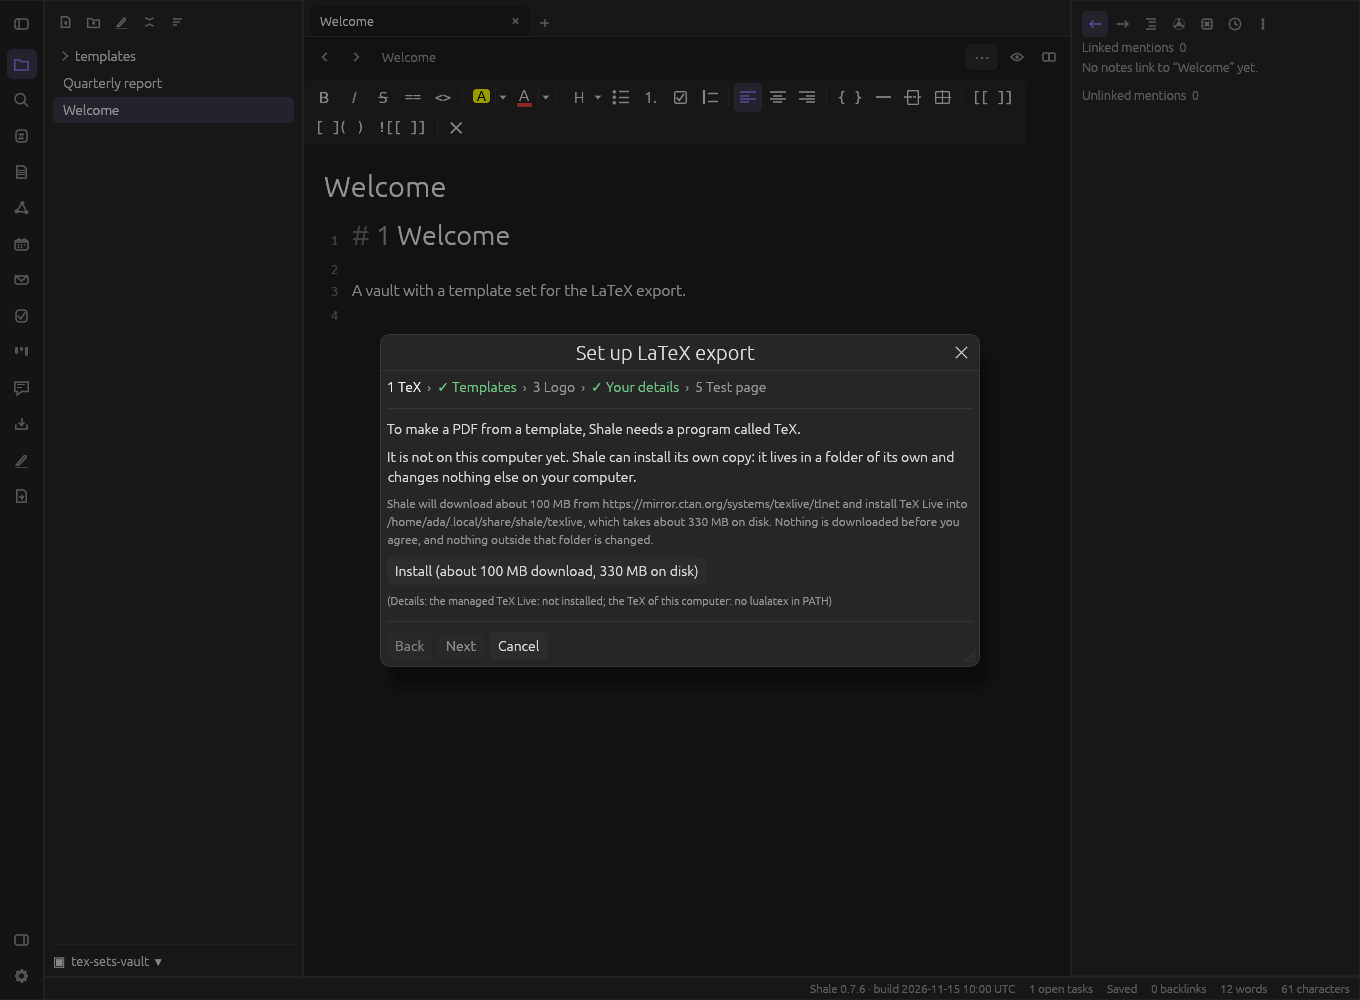 Welcome ×
+
templates
Quarterly report
Welcome
Welcome
B I S == <> A A H 1. { } [[ ]]
[ ]( ) ![[ ]]
Welcome
1 # 1 Welcome
2
3 A vault with a template set for the LaTeX export.
4
Linked mentions 0
No notes link to “Welcome” yet.
Unlinked mentions 0
Set up LaTeX export
1 TeX › ✓ Templates › 3 Logo › ✓ Your details › 5 Test page
To make a PDF from a template, Shale needs a program called TeX.
It is not on this computer yet. Shale can install its own copy: it lives in a folder of its own and
changes nothing else on your computer.
Shale will download about 100 MB from https://mirror.ctan.org/systems/texlive/tlnet and install TeX Live into
/home/ada/.local/share/shale/texlive, which takes about 330 MB on disk. Nothing is downloaded before you
agree, and nothing outside that folder is changed.
Install (about 100 MB download, 330 MB on disk)
(Details: the managed TeX Live: not installed; the TeX of this computer: no lualatex in PATH)
Back Next Cancel
tex-sets-vault ▼
Shale 0.7.6 · build 2026-11-15 10:00 UTC 1 open tasks Saved 0 backlinks 12 words 61 characters